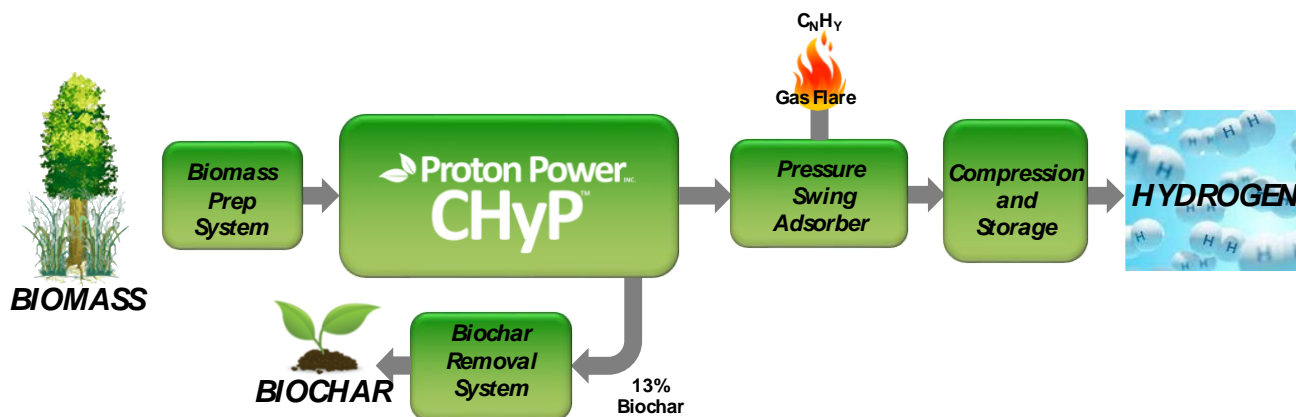 C_NH_Y
Gas Flare
Biomass
Prep
System
Proton Power INC.
CHyP™
Pressure
Swing
Adsorber
Compression
and
Storage
H H
H H
H H
H
H
H
H H
HYDROGEN
BIOMASS
BIOCHAR
Biochar
Removal
System
13%
Biochar